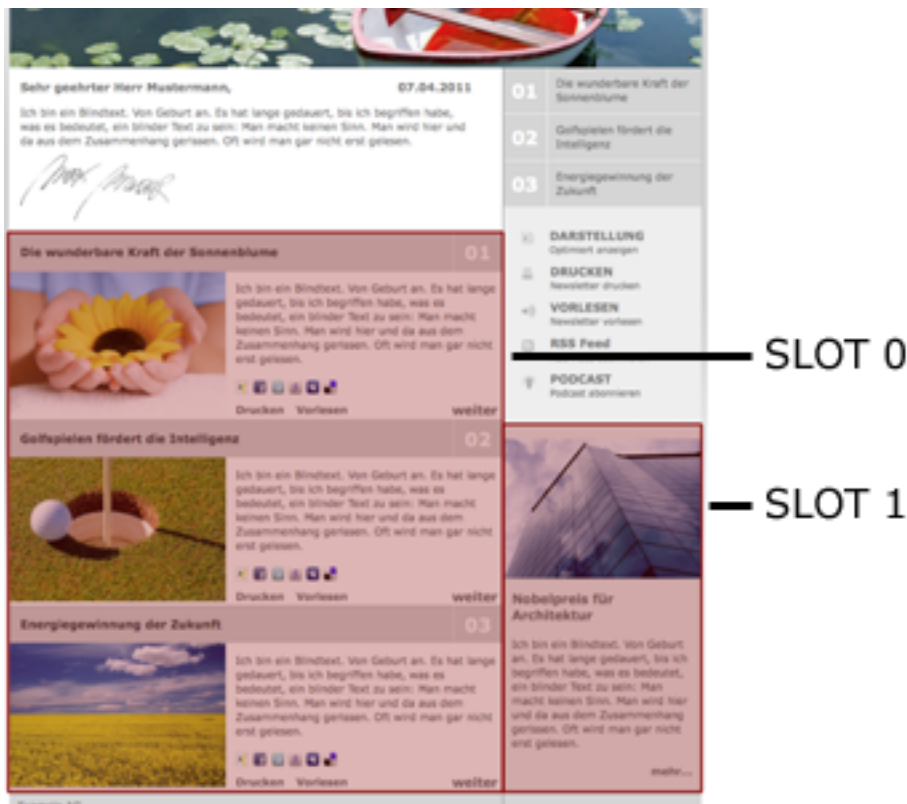 Sehr geehrter Herr Mustermann,
07.04.2011
Ich bin ein Blindtext. Von Geburt an. Es hat lange gedauert, bis ich begriffen habe,
was es bedeutet, ein blinder Text zu sein: Man macht keinen Sinn. Man wird hier und
da aus dem Zusammenhang gerissen. Oft wird man gar nicht erst gelesen.
01
Die wunderbare Kraft der
Sonnenblume
02
Golfspielen fördert die
Intelligenz
03
Energiegewinnung der
Zukunft
DARSTELLUNG
Optimiert anzeigen
DRUCKEN
Newsletter drucken
VORLESEN
Newsletter vorlesen
RSS Feed
PODCAST
Podcast abonnieren
Die wunderbare Kraft der Sonnenblume
01
Ich bin ein Blindtext. Von Geburt an. Es hat lange
gedauert, bis ich begriffen habe, was es
bedeutet, ein blinder Text zu sein: Man macht
keinen Sinn. Man wird hier und da aus dem
Zusammenhang gerissen. Oft wird man gar nicht
erst gelesen.
Drucken Vorlesen
weiter
Golfspielen fördert die Intelligenz
02
Ich bin ein Blindtext. Von Geburt an. Es hat lange
gedauert, bis ich begriffen habe, was es
bedeutet, ein blinder Text zu sein: Man macht
keinen Sinn. Man wird hier und da aus dem
Zusammenhang gerissen. Oft wird man gar nicht
erst gelesen.
Drucken Vorlesen
weiter
Energiegewinnung der Zukunft
03
Ich bin ein Blindtext. Von Geburt an. Es hat lange
gedauert, bis ich begriffen habe, was es
bedeutet, ein blinder Text zu sein: Man macht
keinen Sinn. Man wird hier und da aus dem
Zusammenhang gerissen. Oft wird man gar nicht
erst gelesen.
Drucken Vorlesen
weiter
Nobelpreis für
Architektur
Ich bin ein Blindtext. Von Geburt
an. Es hat lange gedauert, bis ich
begriffen habe, was es bedeutet,
ein blinder Text zu sein: Man
macht keinen Sinn. Man wird hier
und da aus dem Zusammenhang
gerissen. Oft wird man gar nicht
erst gelesen.
mehr...
SLOT 0
SLOT 1